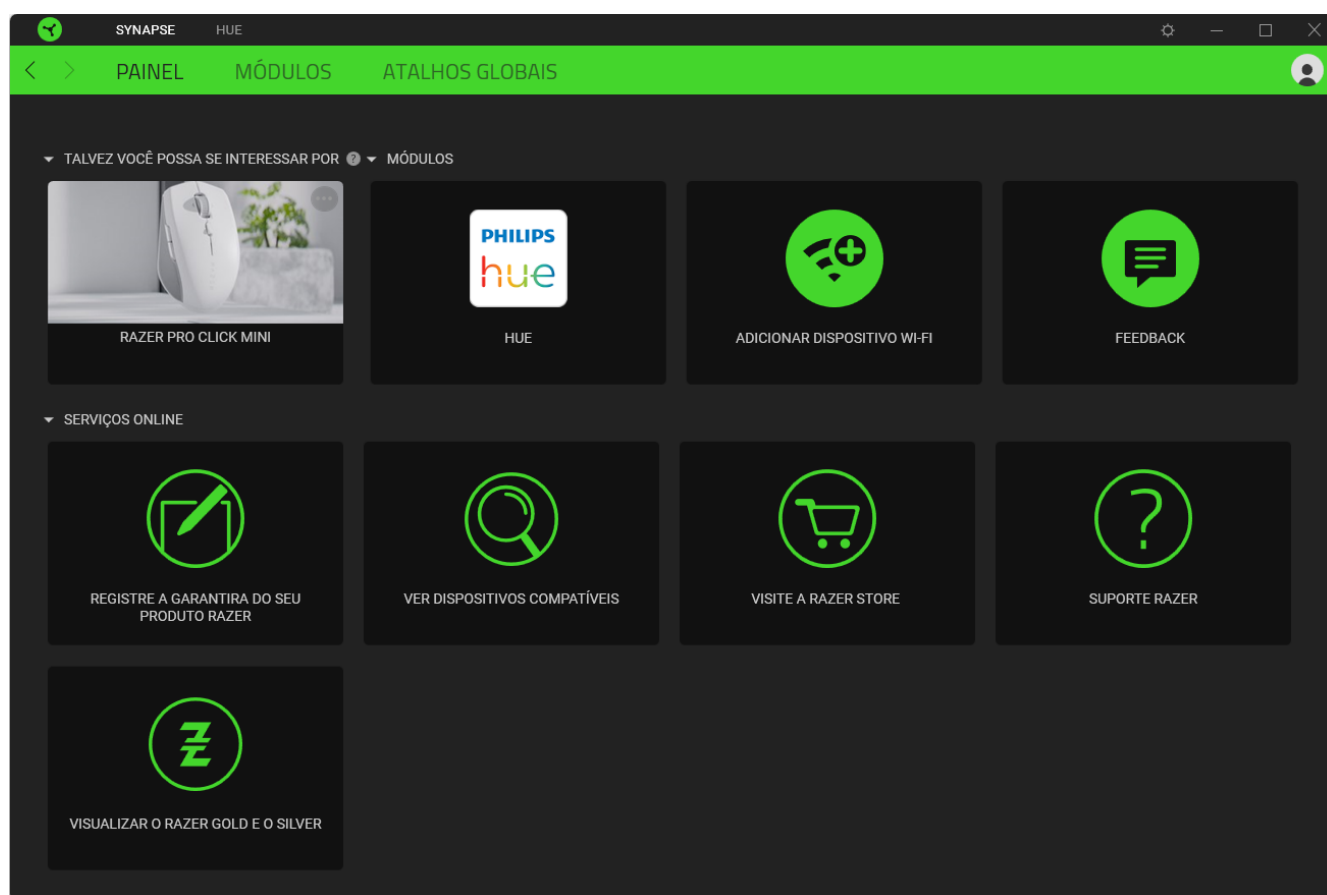 SYNAPSE HUE
PAINEL MÓDULOS ATALHOS GLOBAIS
TALVEZ VOCÊ POSSA SE INTERESSAR POR ?
MÓDULOS
RAZER PRO CLICK MINI
PHILIPS
hue
HUE
ADICIONAR DISPOSITIVO WI-FI
FEEDBACK
SERVIÇOS ONLINE
REGISTRE A GARANTIRA DO SEU
PRODUTO RAZER
VER DISPOSITIVOS COMPATÍVEIS
VISITE A RAZER STORE
?
SUPORTE RAZER
VISUALIZAR O RAZER GOLD E O SILVER